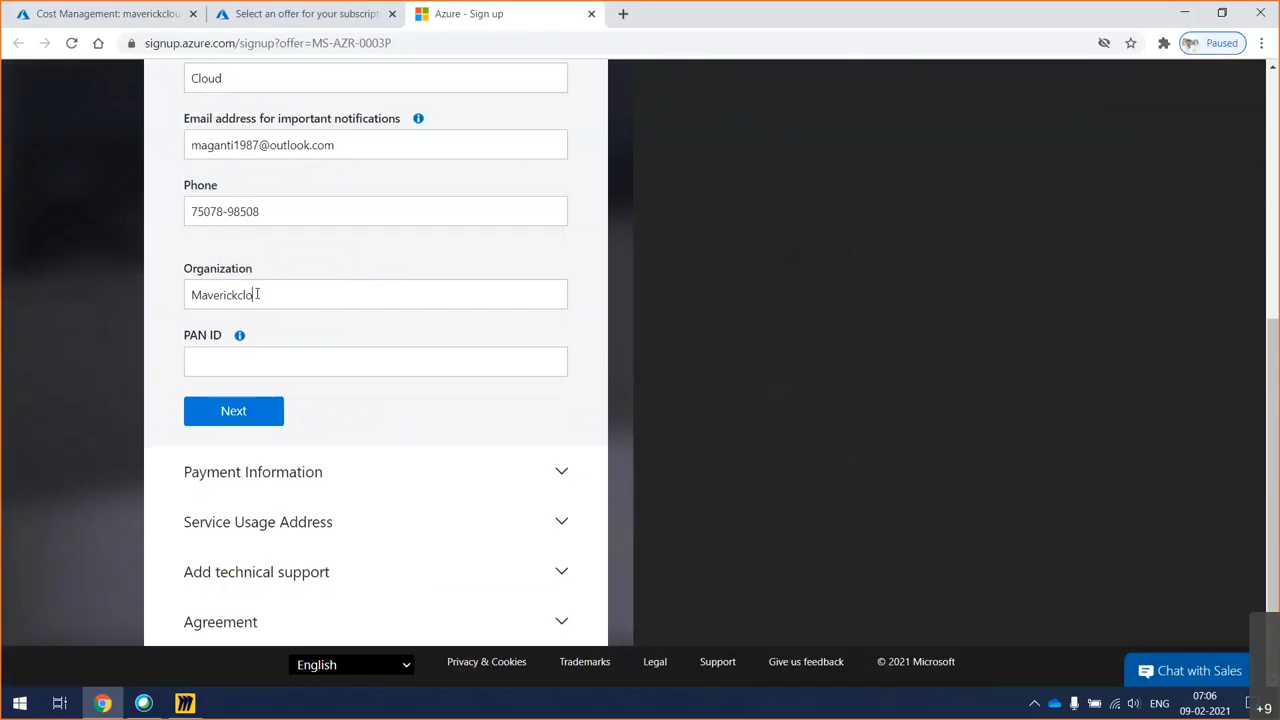 Cost Management: maverickclou
Select an offer for your subscript
Azure - Sign up
signup.azure.com/signup?offer=MS-AZR-0003P
Paused
Cloud
Email address for important notifications
maganti1987@outlook.com
Phone
75078-98508
Organization
Maverickclo
PAN ID
Next
Payment Information
Service Usage Address
Add technical support
Agreement
English
Privacy & Cookies
Trademarks
Legal
Support
Give us feedback
© 2021 Microsoft
Chat with Sales
ENG
07:06
09-02-2021
+9